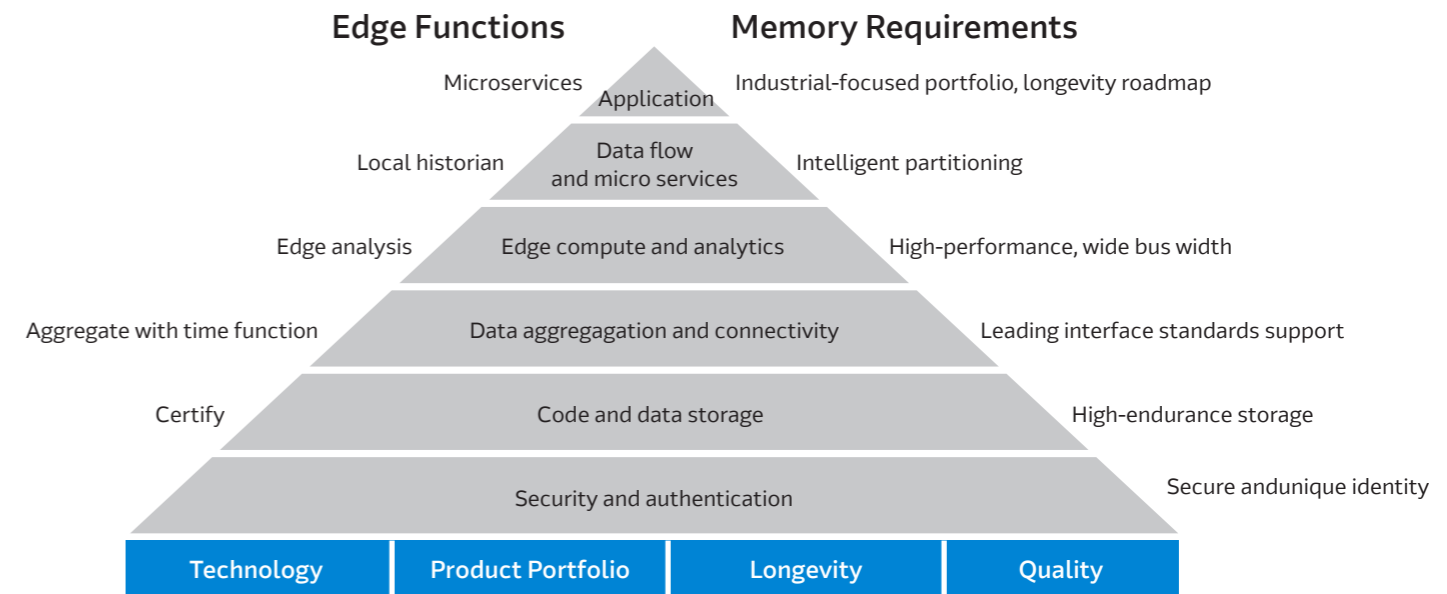 Edge Functions
Memory Requirements
Microservices
Application
Industrial-focused portfolio, longevity roadmap
Local historian
Data flow
and micro services
Intelligent partitioning
Edge analysis
Edge compute and analytics
High-performance, wide bus width
Aggregate with time function
Data aggregagation and connectivity
Leading interface standards support
Certify
Code and data storage
High-endurance storage
Security and authentication
Secure andunique identity
Technology
Product Portfolio
Longevity
Quality